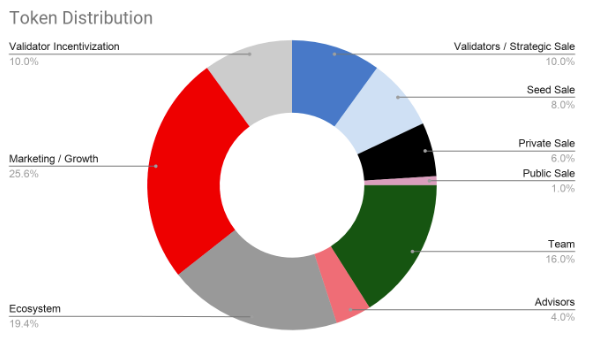 Token Distribution
Validator Incentivization
10.0%
Validators / Strategic Sale
10.0%
Seed Sale
8.0%
Private Sale
6.0%
Public Sale
1.0%
Marketing / Growth
25.6%
Team
16.0%
Advisors
4.0%
Ecosystem
19.4%